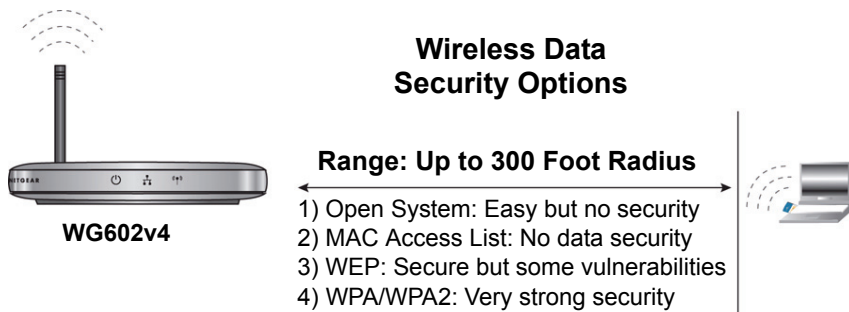 Wireless Data
Security Options
Range: Up to 300 Foot Radius
NETGEAR
WG602v4
1) Open System: Easy but no security
2) MAC Access List: No data security
3) WEP: Secure but some vulnerabilities
4) WPA/WPA2: Very strong security